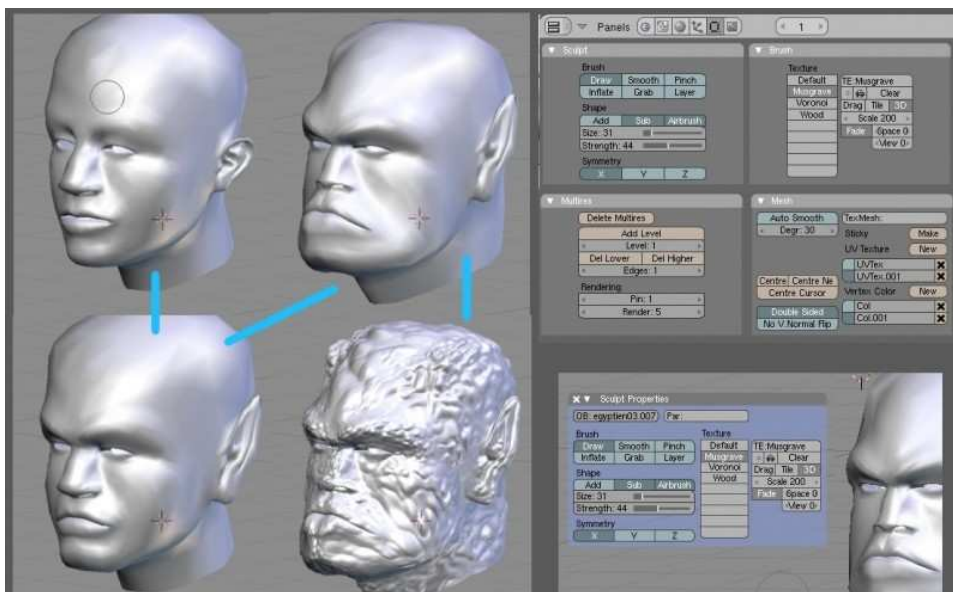 Panels
1
Sculpt
Brush
Draw Smooth Pinch
Inflate Grab Layer
Shape
Add Sub Airbrush
Size: 31
Strength: 44
Symmetry
X Y Z
Brush
Texture
Default
Musgrave
Voronoi
Wood
TE:Musgrave
Clear
Drag Tile 3D
Scale 200
Fade Space 0
View 0
Multires
Delete Multires
Add Level
Level: 1
Del Lower Del Higher
Edges: 1
Rendering:
Pin: 1
Render: 5
Mesh
Auto Smooth
Degr: 30
Centre Centre Ne
Centre Cursor
Double Sided
No V.Normal Flip
TexMesh:
Sticky Make
UV Texture New
UVTex
UVTex.001
Vertex Color New
Col
Col.001
Sculpt Properties
OB: egyptien03.007 Par:
Brush
Draw Smooth Pinch
Inflate Grab Layer
Shape
Add Sub Airbrush
Size: 31
Strength: 44
Symmetry
X Y Z
Texture
Default
Musgrave
Voronoi
Wood
TE:Musgrave
Clear
Drag Tile 3D
Scale 200
Fade Space 0
View 0